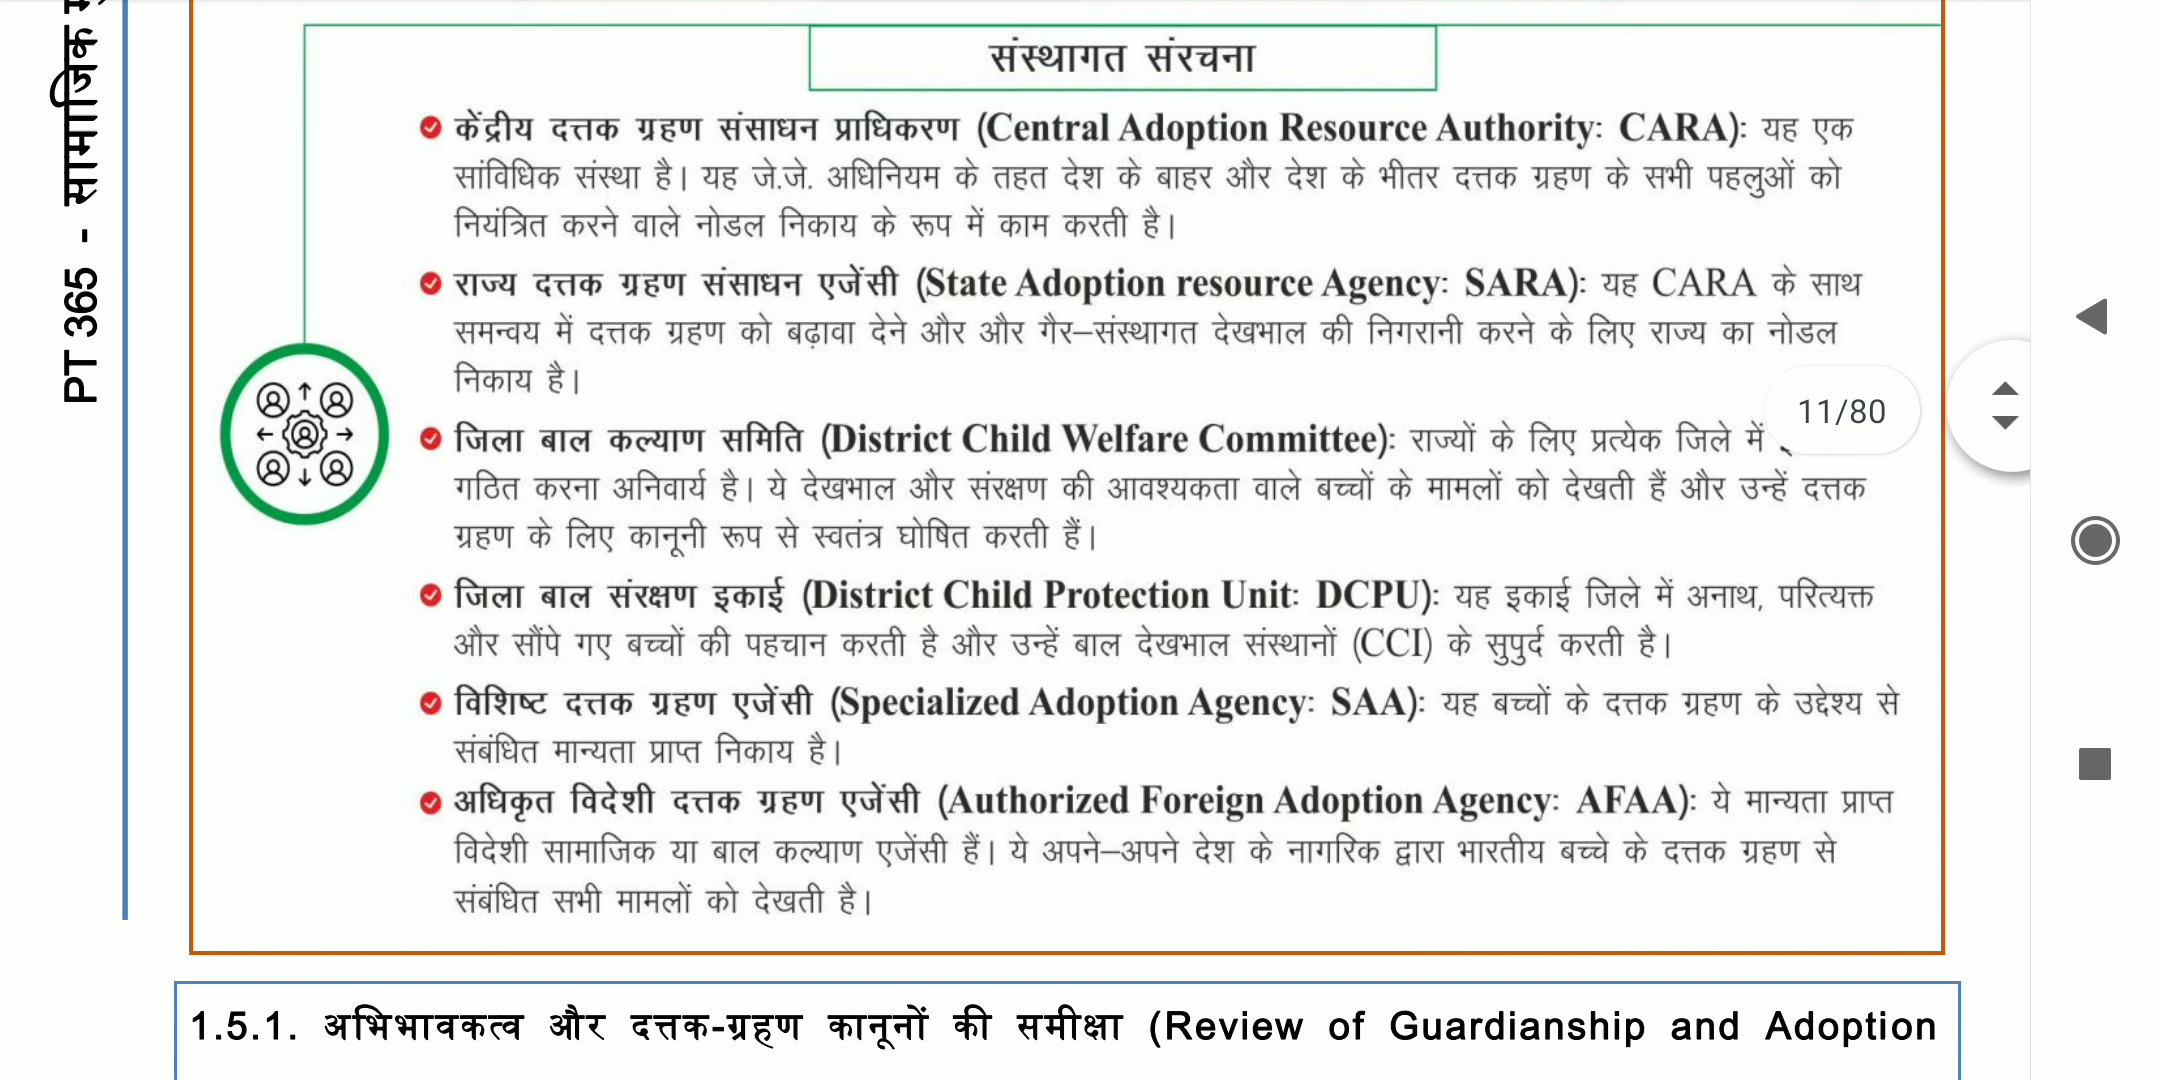 PT 365 - सामाजिक
संस्थागत संरचना
केंद्रीय दत्तक ग्रहण संसाधन प्राधिकरण (Central Adoption Resource Authority: CARA): यह एक
सांविधिक संस्था है। यह जे.जे. अधिनियम के तहत देश के बाहर और देश के भीतर दत्तक ग्रहण के सभी पहलुओं को
नियंत्रित करने वाले नोडल निकाय के रूप में काम करती है।
राज्य दत्तक ग्रहण संसाधन एजेंसी (State Adoption resource Agency: SARA): यह CARA के साथ
समन्वय में दत्तक ग्रहण को बढ़ावा देने और और गैर–संस्थागत देखभाल की निगरानी करने के लिए राज्य का नोडल
निकाय है।
11/80
जिला बाल कल्याण समिति (District Child Welfare Committee): राज्यों के लिए प्रत्येक जिले में
गठित करना अनिवार्य है। ये देखभाल और संरक्षण की आवश्यकता वाले बच्चों के मामलों को देखती हैं और उन्हें दत्तक
ग्रहण के लिए कानूनी रूप से स्वतंत्र घोषित करती हैं।
जिला बाल संरक्षण इकाई (District Child Protection Unit: DCPU): यह इकाई जिले में अनाथ, परित्यक्त
और सौंपे गए बच्चों की पहचान करती है और उन्हें बाल देखभाल संस्थानों (CCI) के सुपुर्द करती है।
विशिष्ट दत्तक ग्रहण एजेंसी (Specialized Adoption Agency: SAA): यह बच्चों के दत्तक ग्रहण के उद्देश्य से
संबंधित मान्यता प्राप्त निकाय है।
अधिकृत विदेशी दत्तक ग्रहण एजेंसी (Authorized Foreign Adoption Agency: AFAA): ये मान्यता प्राप्त
विदेशी सामाजिक या बाल कल्याण एजेंसी हैं। ये अपने–अपने देश के नागरिक द्वारा भारतीय बच्चे के दत्तक ग्रहण से
संबंधित सभी मामलों को देखती है।
1.5.1. अभिभावकत्व और दत्तक-ग्रहण कानूनों की समीक्षा (Review of Guardianship and Adoption